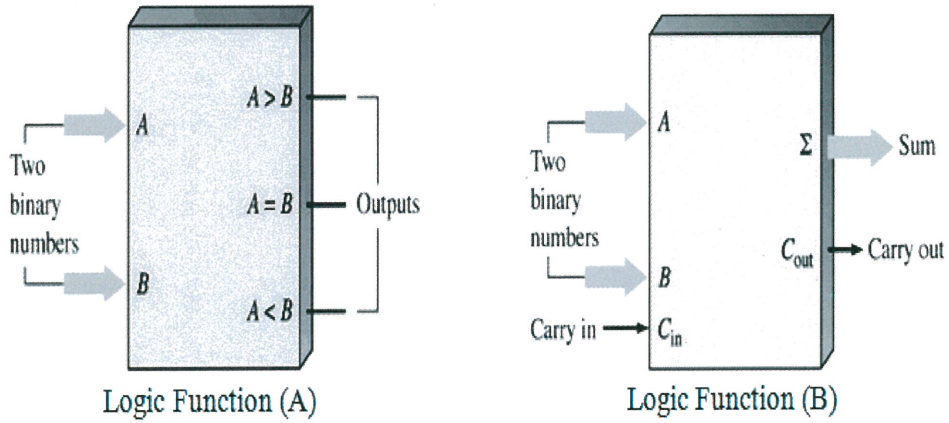 Two
binary
numbers
A
B
A > B
A = B
A < B
Outputs
Logic Function (A)
Two
binary
numbers
Carry in
A
B
C_in
Σ
C_out
Sum
Carry out
Logic Function (B)